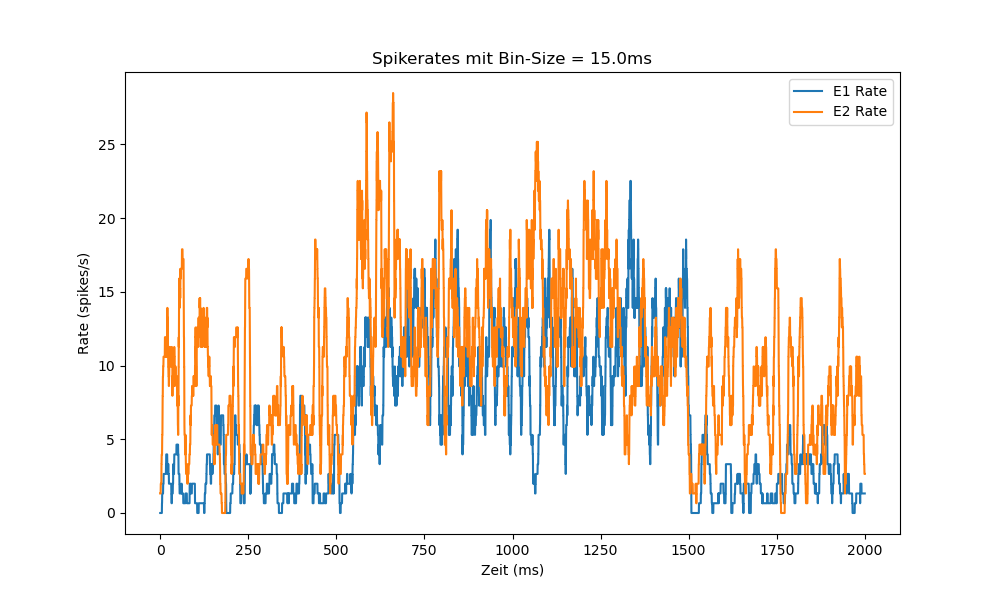 Spikerates mit Bin-Size = 15.0ms
E1 Rate
E2 Rate
Rate (spikes/s)
25
20
15
10
5
0
0 250 500 750 1000 1250 1500 1750 2000
Zeit (ms)